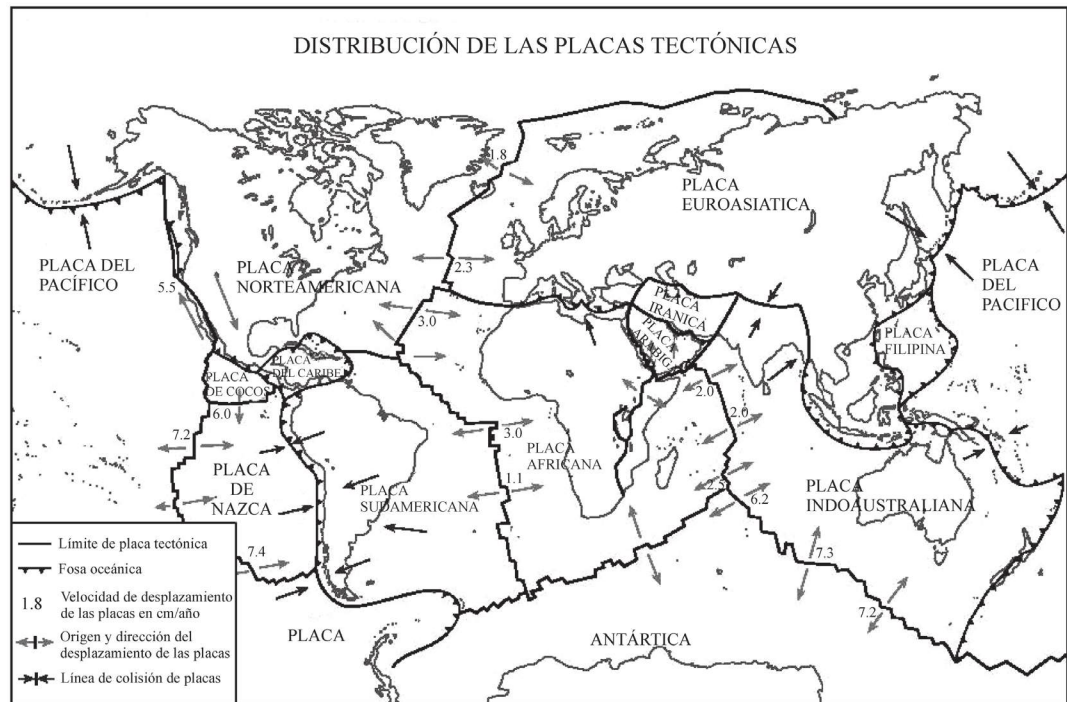 DISTRIBUCIÓN DE LAS PLACAS TECTÓNICAS
1.8
PLACA
EUROASIATICA
PLACA DEL
PACÍFICO
PLACA
NORTEAMERICANA
2.3
PLACA
DEL
PACIFICO
5.5
3.0
PLACA
IRANICA
PLACA
ARABIGA
PLACA
FILIPINA
PLACA
DEL CARIBE
PLACA
DE COCOS
6.0
2.0
2.0
7.2
3.0
PLACA
AFRICANA
PLACA
DE
NAZCA
1.1
PLACA
SUDAMERICANA
2.5
6.2
PLACA
INDOAUSTRALIANA
7.4
7.3
7.2
PLACA
ANTÁRTICA
Límite de placa tectónica
Fosa oceánica
1.8 Velocidad de desplazamiento
de las placas en cm/año
Origen y dirección del
desplazamiento de las placas
Línea de colisión de placas